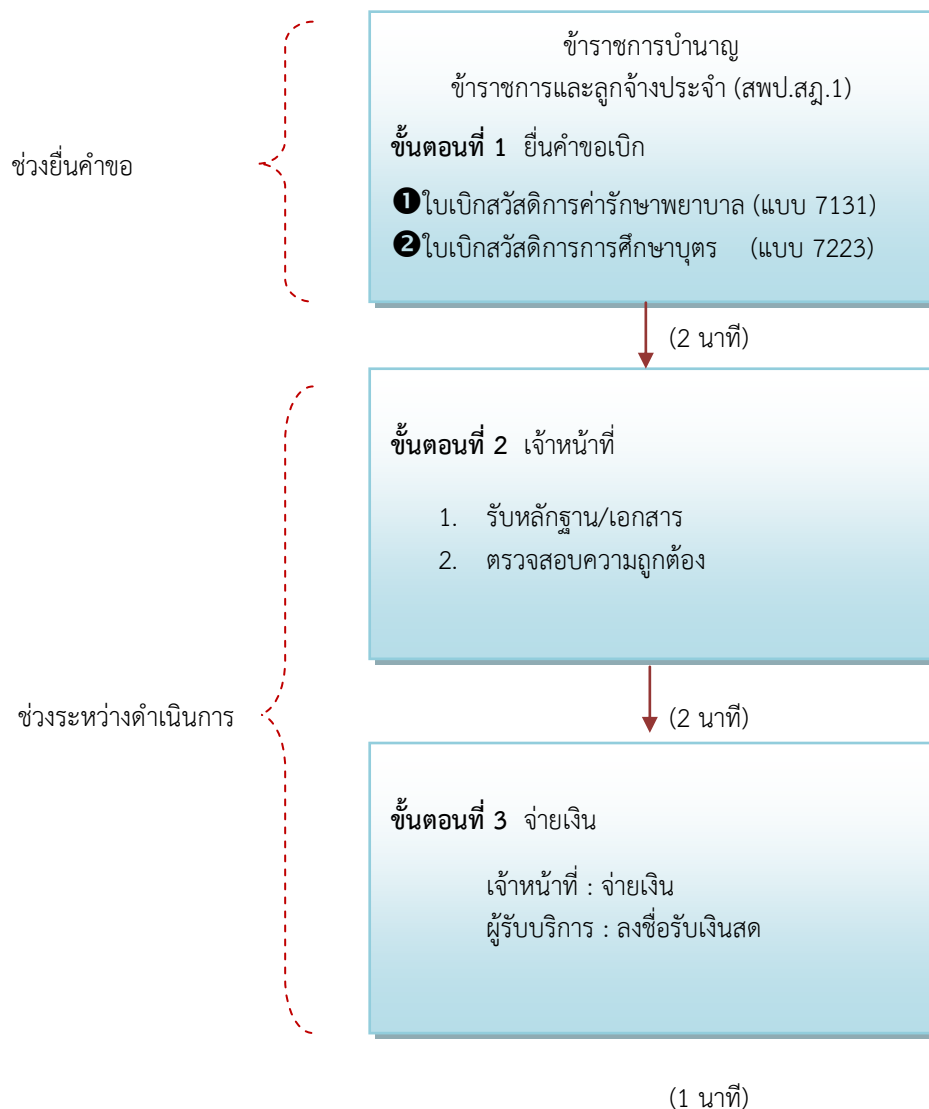 ข้าราชการบำนาญ
ข้าราชการและลูกจ้างประจำ (สพป.สฎ.1)
ช่วงยื่นคำขอ
ขั้นตอนที่ 1 ยื่นคำขอเบิก
❶ใบเบิกสวัสดิการค่ารักษาพยาบาล (แบบ 7131)
❷ใบเบิกสวัสดิการการศึกษาบุตร (แบบ 7223)
(2 นาที)
ขั้นตอนที่ 2 เจ้าหน้าที่
1. รับหลักฐาน/เอกสาร
2. ตรวจสอบความถูกต้อง
ช่วงระหว่างดำเนินการ
(2 นาที)
ขั้นตอนที่ 3 จ่ายเงิน
เจ้าหน้าที่ : จ่ายเงิน
ผู้รับบริการ : ลงชื่อรับเงินสด
(1 นาที)